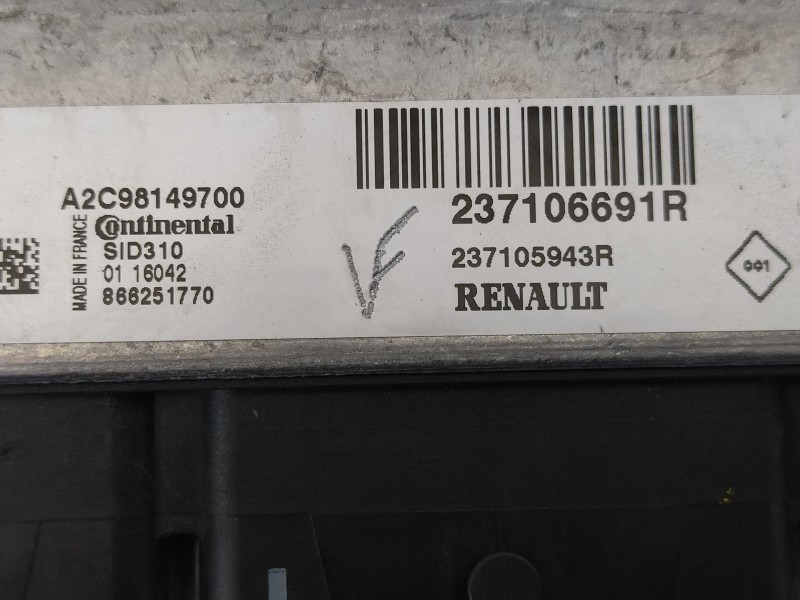 A2C98149700
MADE IN FRANCE
Continental
SID310
01 16042
866251770
VF
237106691R
237105943R
RENAULT
001